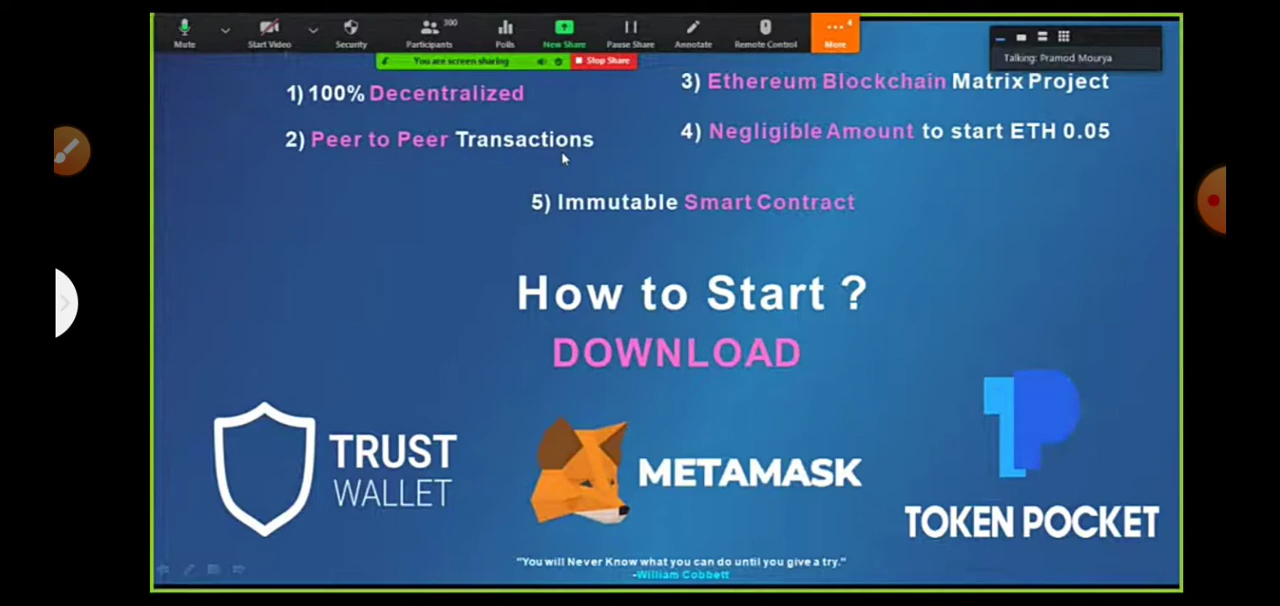 300
4
Mute
Start Video
Security
Participants
Polls
New Share
Pause Share
Annotate
Remote Control
More
You are screen sharing
Stop Share
Talking: Pramod Mourya
1) 100% Decentralized
2) Peer to Peer Transactions
3) Ethereum Blockchain Matrix Project
4) Negligible Amount to start ETH 0.05
5) Immutable Smart Contract
How to Start ?
DOWNLOAD
TRUST
WALLET
METAMASK
TOKEN POCKET
"You will Never Know what you can do until you give a try."
-William Cobbett